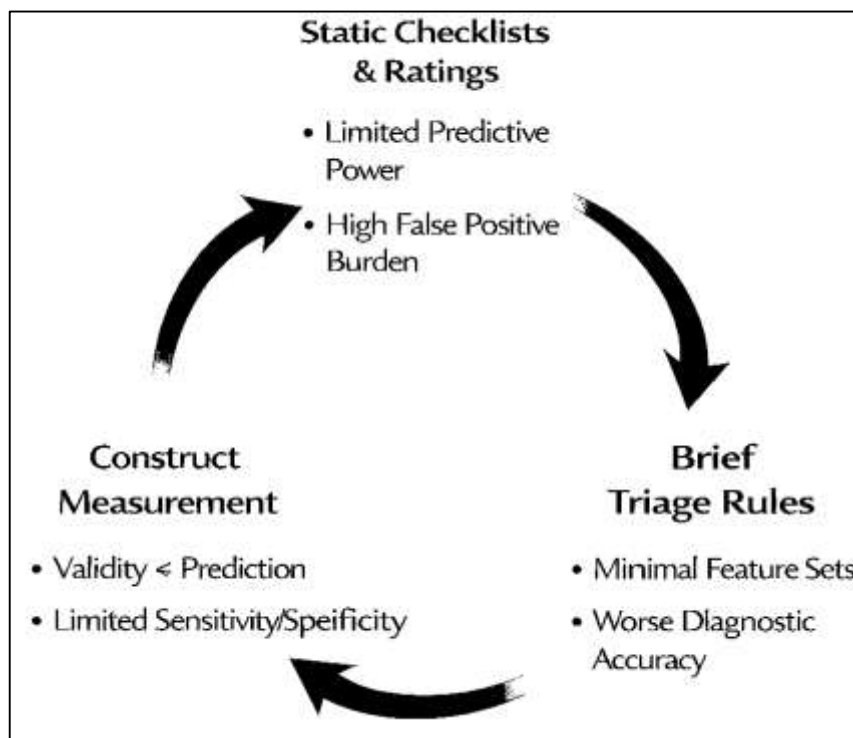 Static Checklists
& Ratings
• Limited Predictive
Power
• High False Positive
Burden
Construct
Measurement
• Validity < Prediction
• Limited Sensitivity/Speificity
Brief
Triage Rules
• Minimal Feature Sets
• Worse Diagnostic
Accuracy